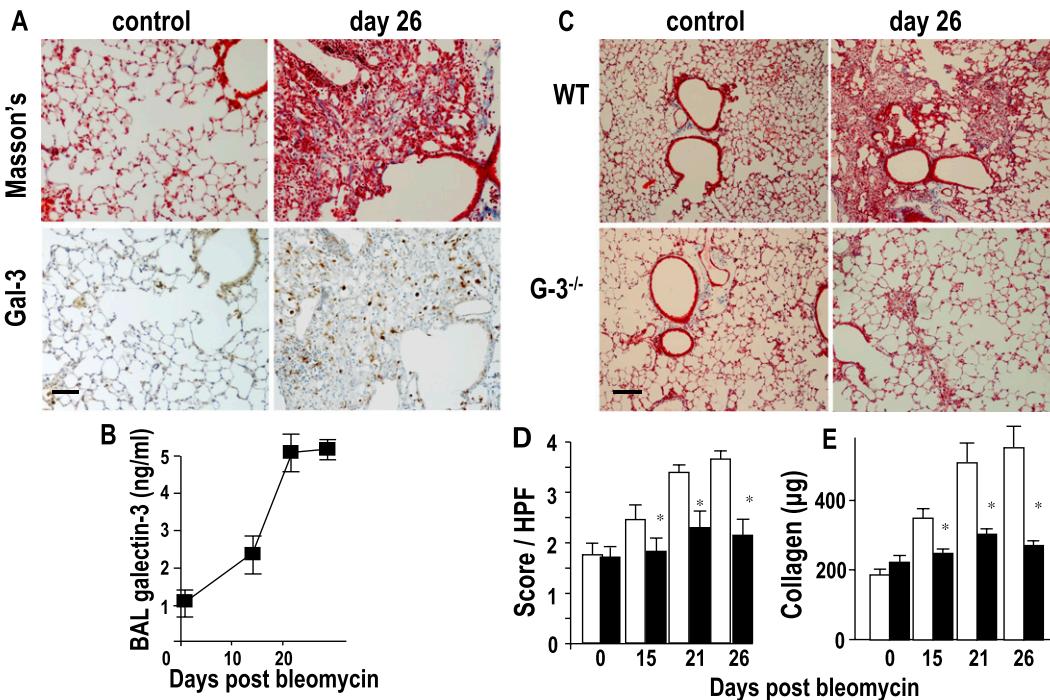 A
control
day 26
Masson's
Gal-3
C
control
day 26
WT
G-3-/-
B
BAL galectin-3 (ng/ml)
5
4
3
2
1
0
10
20
Days post bleomycin
D
Score / HPF
4
3
2
1
0
*
*
*
0
15
21
26
E
Collagen (µg)
400
200
0
*
*
*
0
15
21
26
Days post bleomycin